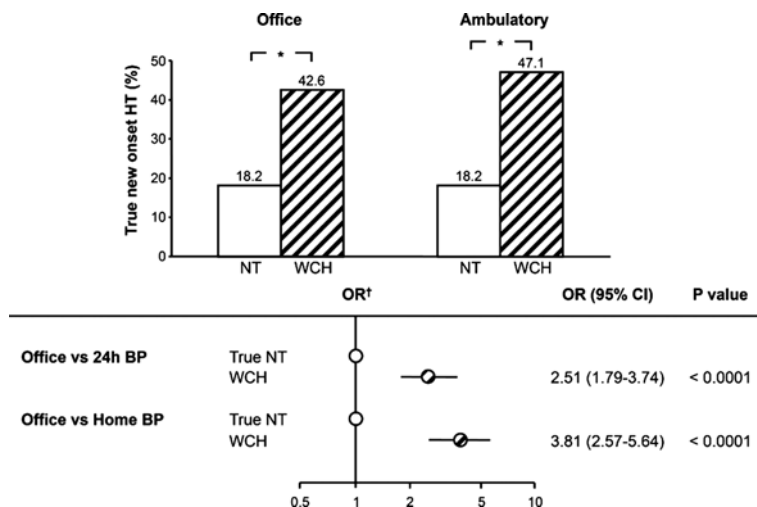 Office Ambulatory
* *
True new onset HT (%)
50
40
30
20
10
0
18.2 42.6 18.2 47.1
NT WCH NT WCH
OR† OR (95% CI) P value
Office vs 24h BP True NT
WCH 2.51 (1.79-3.74) < 0.0001
Office vs Home BP True NT
WCH 3.81 (2.57-5.64) < 0.0001
0.5 1 2 5 10